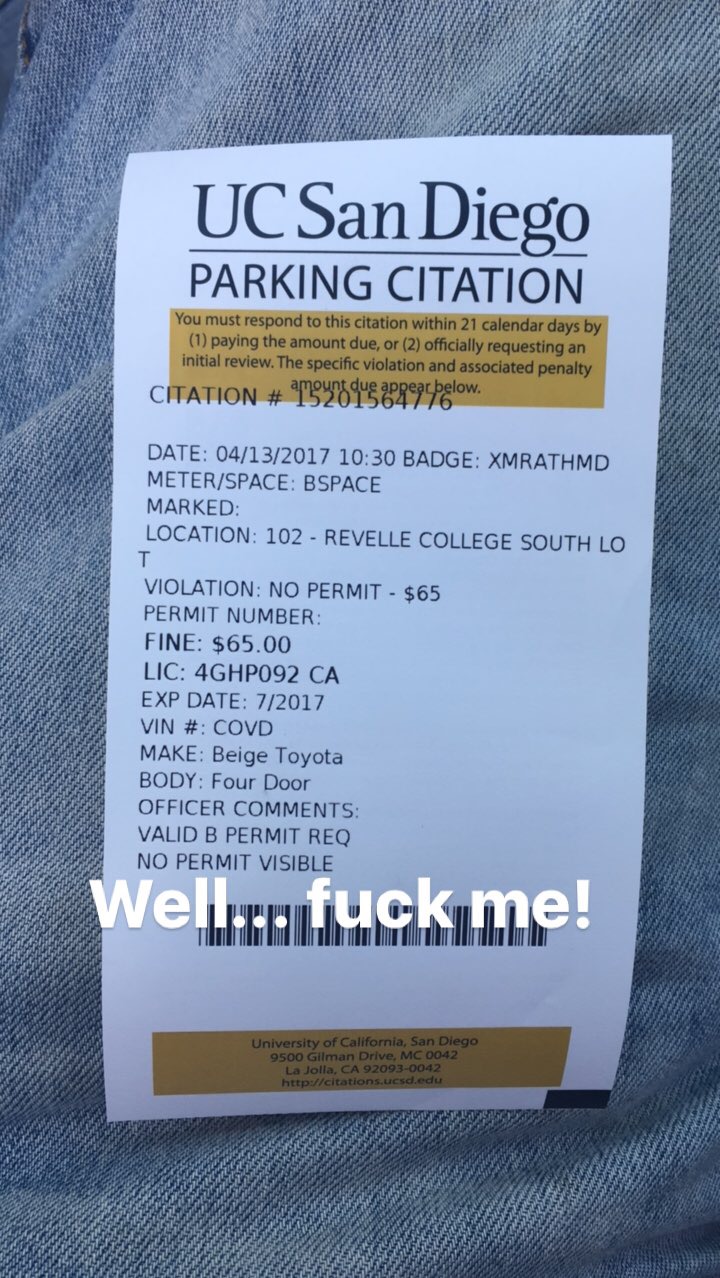 UC San Diego
PARKING CITATION
You must respond to this citation within 21 calendar days by
(1) paying the amount due, or (2) officially requesting an
initial review. The specific violation and associated penalty
amount due appear below.
CITATION # 15201564776
DATE: 04/13/2017 10:30 BADGE: XMRATHMD
METER/SPACE: BSPACE
MARKED:
LOCATION: 102 - REVELLE COLLEGE SOUTH LO
T
VIOLATION: NO PERMIT - $65
PERMIT NUMBER:
FINE: $65.00
LIC: 4GHP092 CA
EXP DATE: 7/2017
VIN #: COVD
MAKE: Beige Toyota
BODY: Four Door
OFFICER COMMENTS:
VALID B PERMIT REQ
NO PERMIT VISIBLE
Well... fuck me!
University of California, San Diego
9500 Gilman Drive, MC 0042
La Jolla, CA 92093-0042
http://citations.ucsd.edu